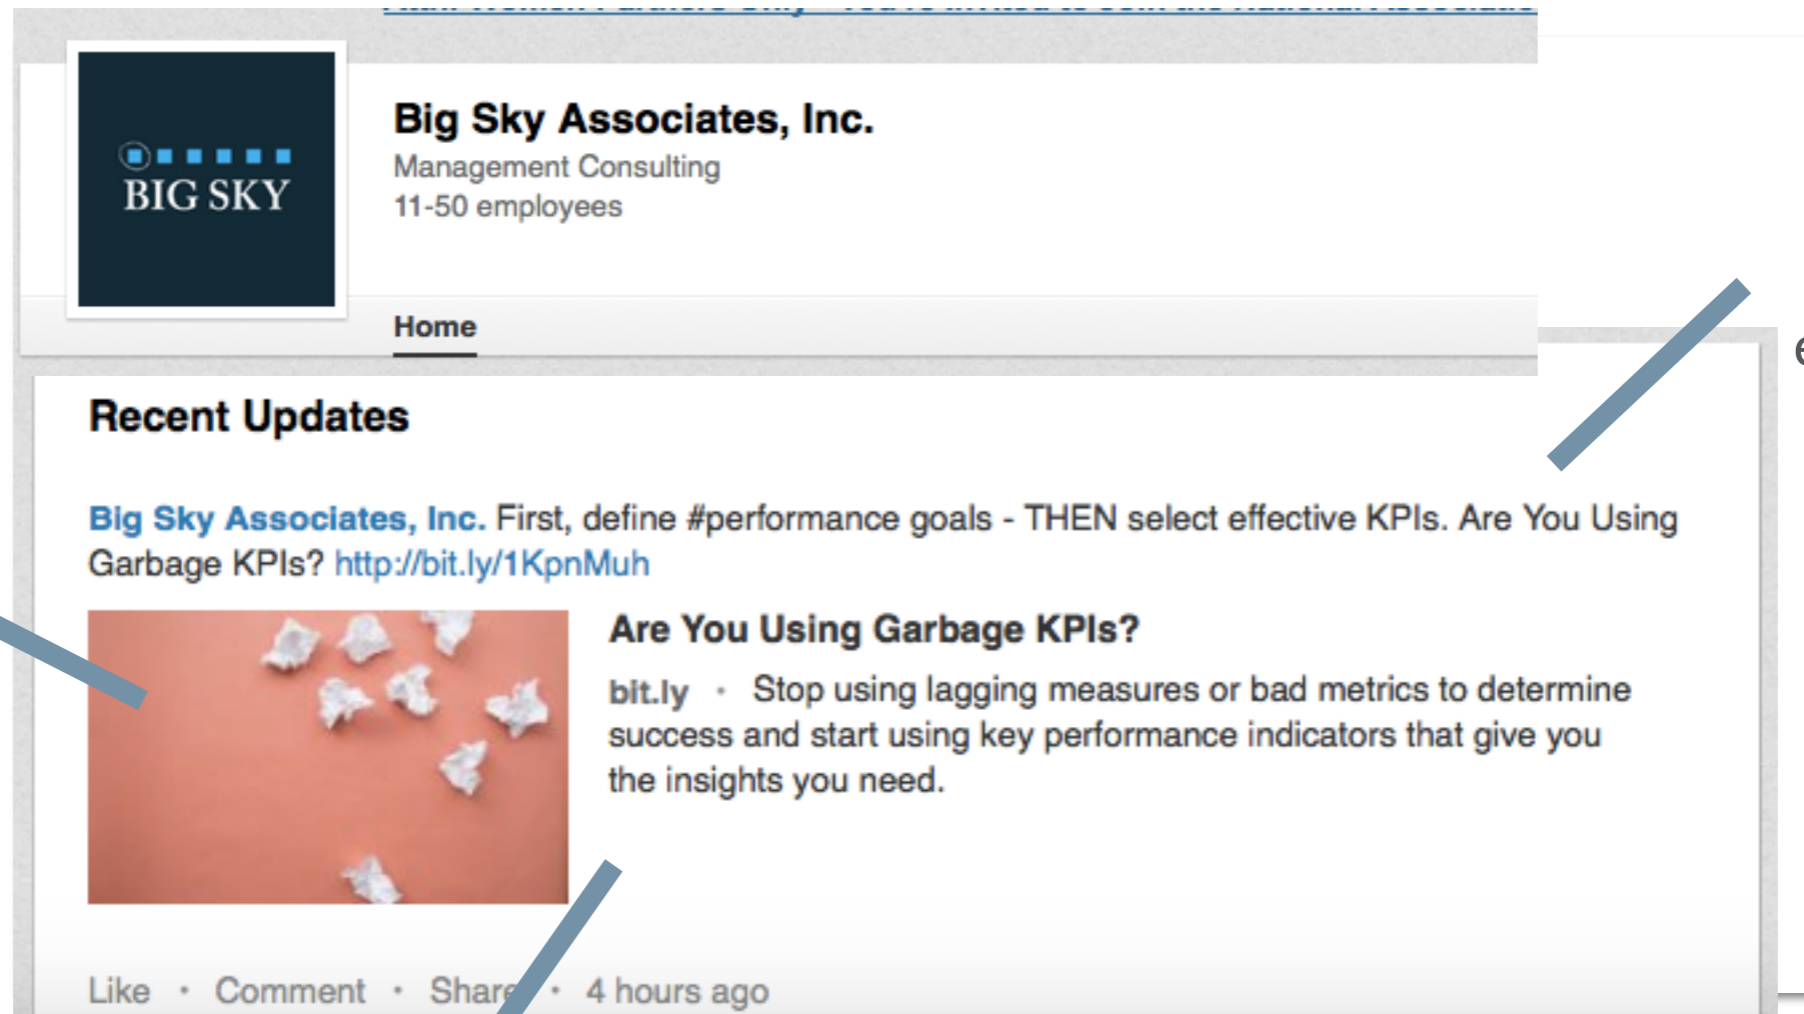 BIG SKY
Big Sky Associates, Inc.
Management Consulting
11-50 employees
Home
Recent Updates
Big Sky Associates, Inc. First, define #performance goals - THEN select effective KPIs. Are You Using
Garbage KPIs? http://bit.ly/1KpnMuh
Are You Using Garbage KPIs?
bit.ly · Stop using lagging measures or bad metrics to determine
success and start using key performance indicators that give you
the insights you need.
Like · Comment · Share · 4 hours ago